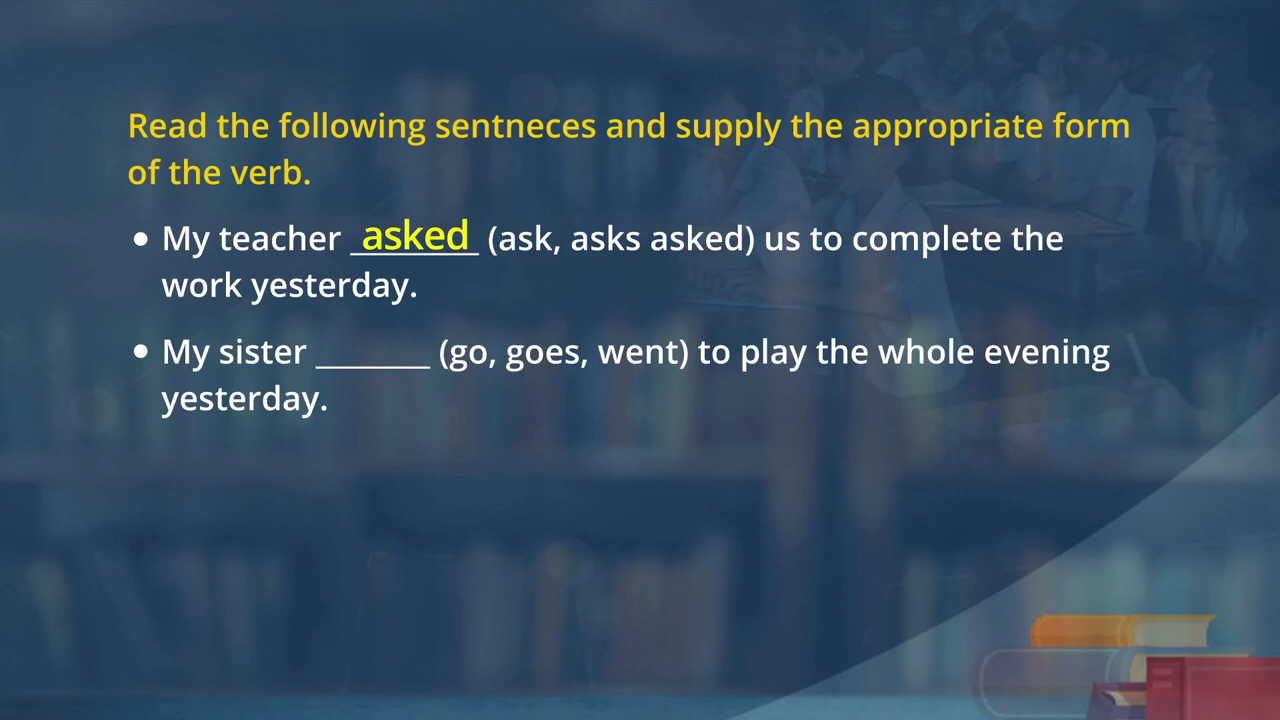 Read the following sentneces and supply the appropriate form
of the verb.
• My teacher asked (ask, asks asked) us to complete the
work yesterday.
• My sister ________ (go, goes, went) to play the whole evening
yesterday.